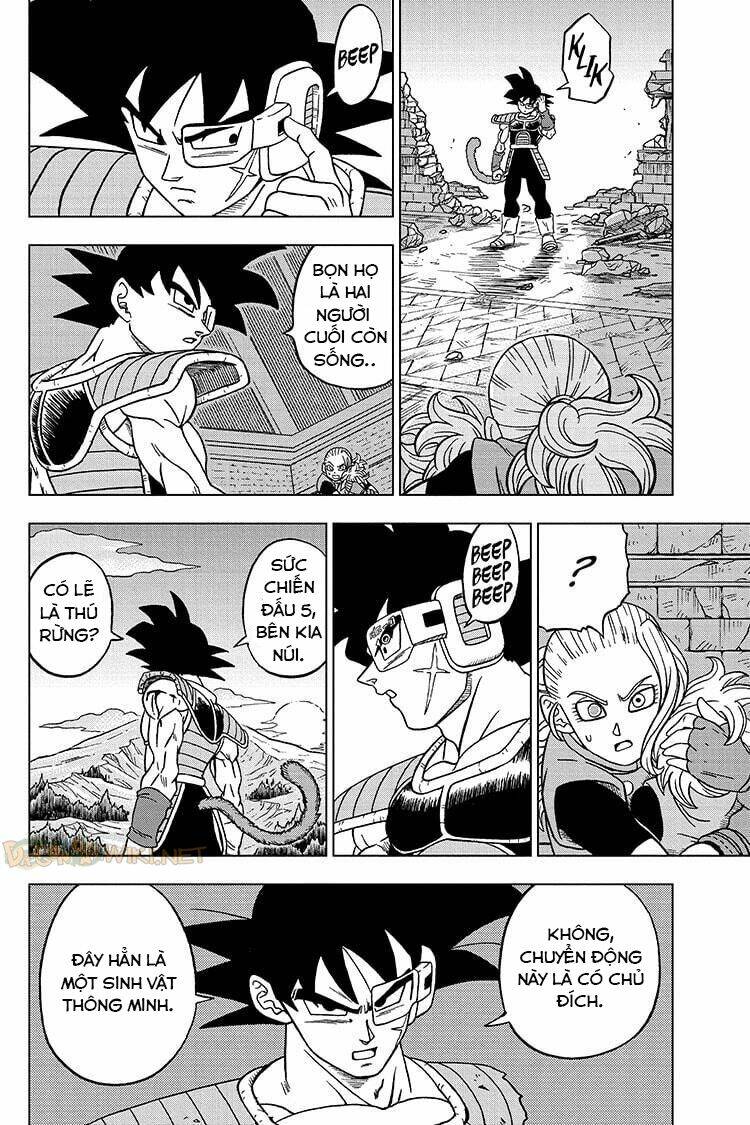 KLIK
BEEP
BỌN HỌ
LÀ HAI
NGƯỜI
CUỐI CÒN
SỐNG..
?
BEEP
BEEP
BEEP
SỨC
CHIẾN
ĐẤU 5,
BÊN KIA
NÚI.
CÓ LẼ
LÀ THÚ
RỪNG?
KHÔNG,
CHUYỂN ĐỘNG
NÀY LÀ CÓ CHỦ
ĐÍCH.
ĐÂY HẲN LÀ
MỘT SINH VẬT
THÔNG MINH.